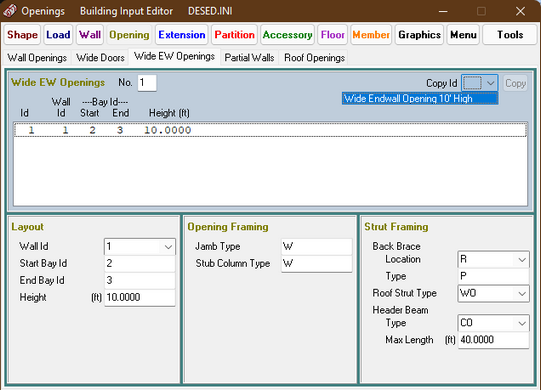 Openings Building Input Editor DESED.INI
Shape Load Wall Opening Extension Partition Accessory Floor Member Graphics Menu Tools
Wall Openings Wide Doors Wide EW Openings Partial Walls Roof Openings
Wide EW Openings No. 1 Copy Id Copy
Wide Endwall Opening 10' High
Wall ----Bay Id----
Id Id Start End Height (ft)
1 1 2 3 10.0000
Layout
Wall Id 1
Start Bay Id 2
End Bay Id 3
Height (ft) 10.0000
Opening Framing
Jamb Type W
Stub Column Type W
Strut Framing
Back Brace
Location R
Type P
Roof Strut Type WO
Header Beam
Type CO
Max Length (ft) 40.0000